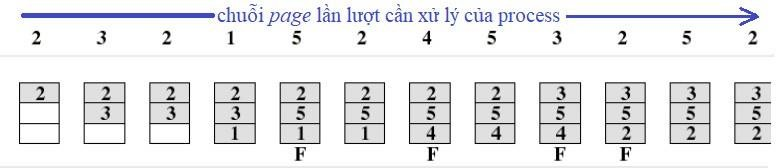 chuỗi page lần lượt cần xử lý của process
2 3 2 1 5 2 4 5 3 2 5 2
2 2 2 2 2 2 2 2 3 3 3 3
3 3 3 5 5 5 5 5 5 5 5
1 1 1 4 4 4 2 2 2
F F F F